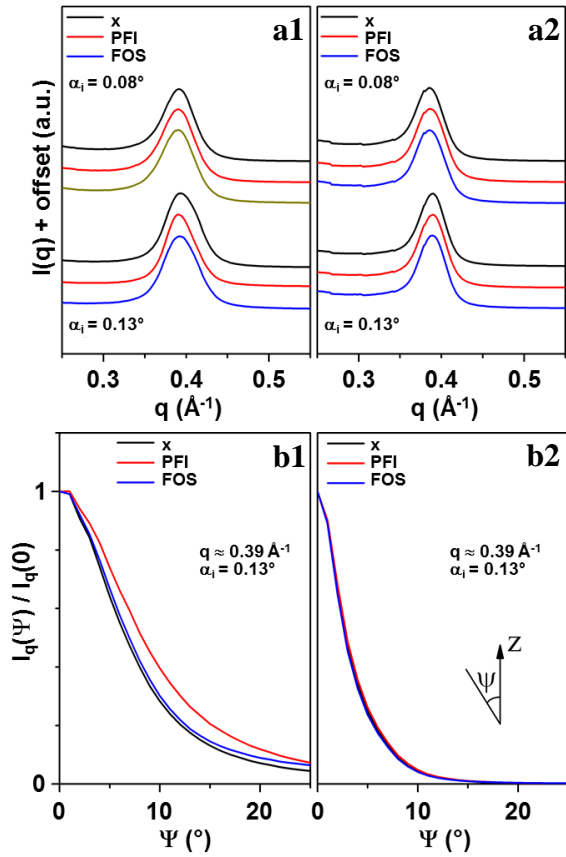 a1
x
PFI
FOS
αi = 0.08°
αi = 0.13°
I(q) + offset (a.u.)
0.3 0.4 0.5
q (Å-1)
a2
x
PFI
FOS
αi = 0.08°
αi = 0.13°
0.3 0.4 0.5
q (Å-1)
b1
x
PFI
FOS
q ≈ 0.39 Å-1
αi = 0.13°
Iq(Ψ) / Iq(0)
1
0
0 10 20
Ψ (°)
b2
x
PFI
FOS
q ≈ 0.39 Å-1
αi = 0.13°
Z
Ψ
0 10 20
Ψ (°)